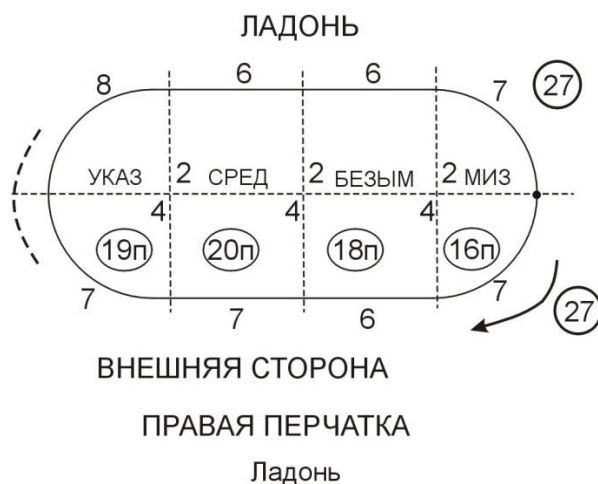 ЛАДОНЬ
8 6 6 7 27
УКАЗ 2 СРЕД 2 БЕЗЫМ 2 МИЗ
4 4 4
19п 20п 18п 16п
7 7 6 7 27
ВНЕШНЯЯ СТОРОНА
ПРАВАЯ ПЕРЧАТКА
Ладонь